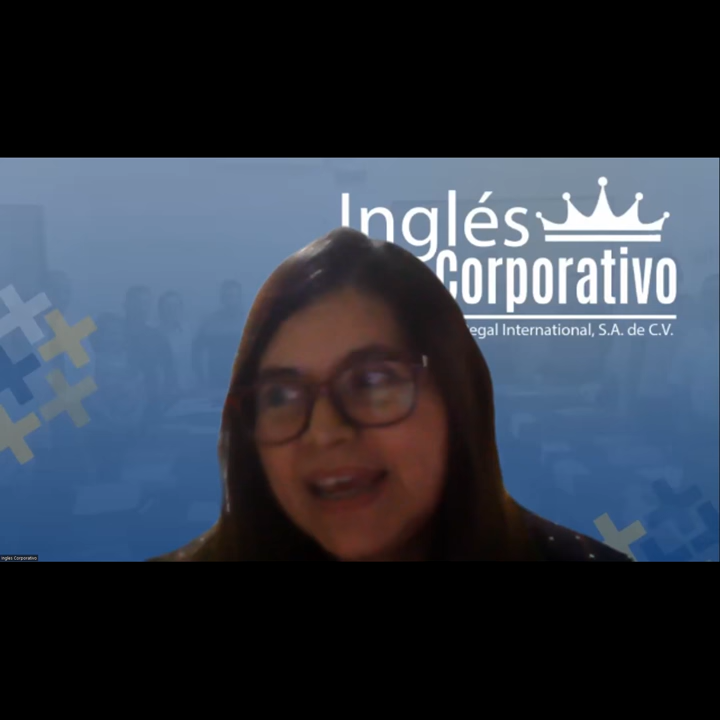 Inglés
Corporativo
egal International, S.A. de C.V.
Inglés Corporativo